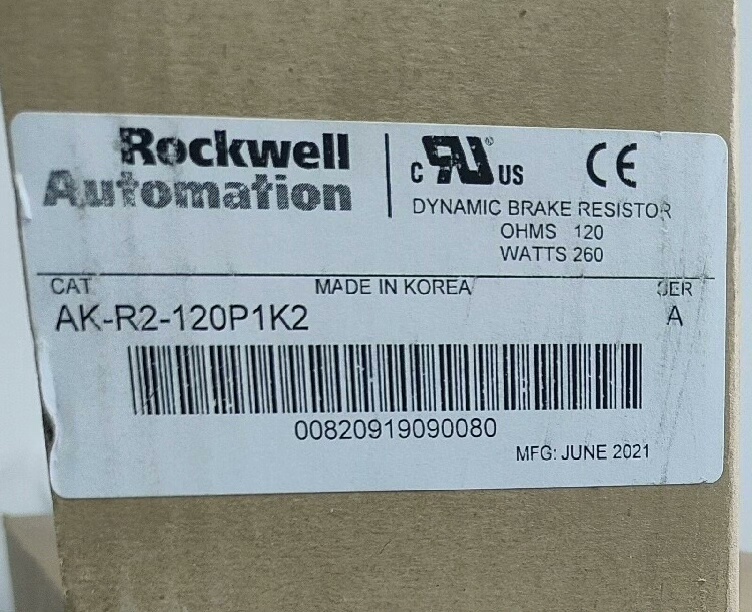 Rockwell
Automation
c RU® US CE
DYNAMIC BRAKE RESISTOR
OHMS 120
WATTS 260
CAT MADE IN KOREA SER
AK-R2-120P1K2 A
00820919090080
MFG: JUNE 2021